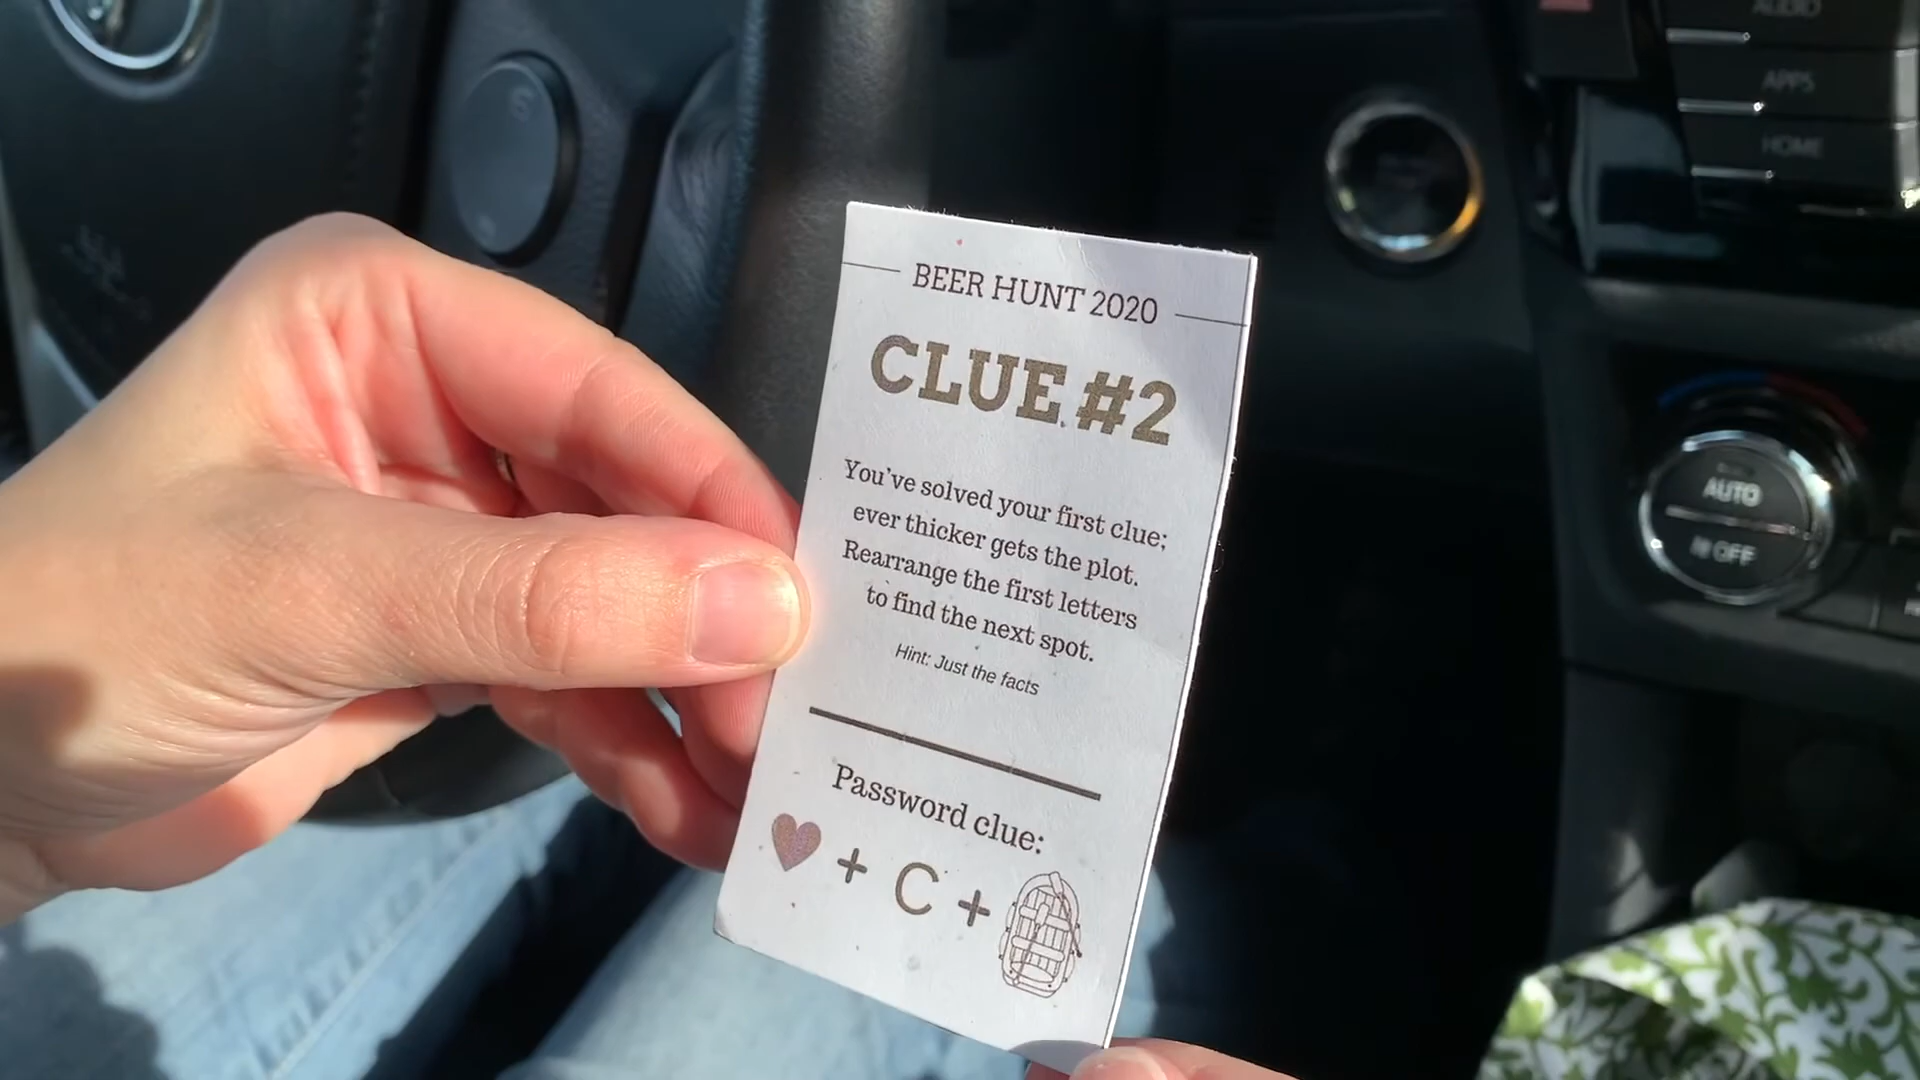 AUDIO
APPS
HOME
AUTO
OFF
BEER HUNT 2020
CLUE #2
You've solved your first clue;
ever thicker gets the plot.
Rearrange the first letters
to find the next spot.
Hint: Just the facts
Password clue:
+ C +